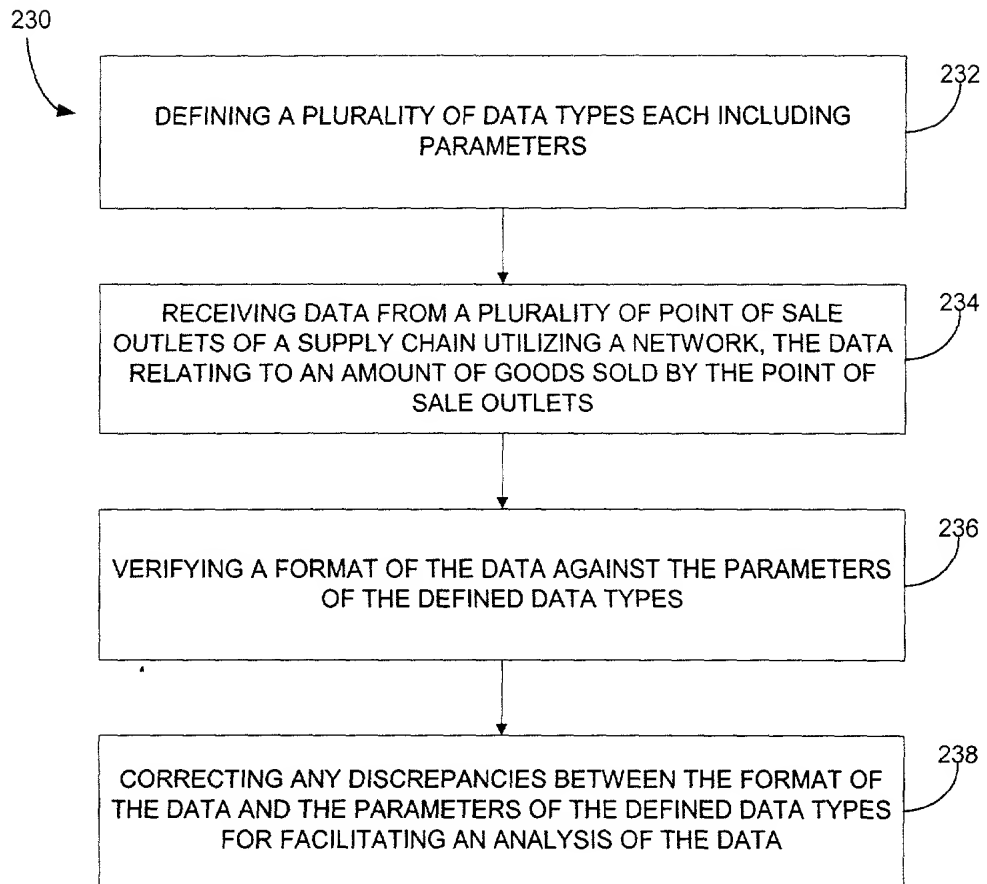 230
232
DEFINING A PLURALITY OF DATA TYPES EACH INCLUDING
PARAMETERS
234
RECEIVING DATA FROM A PLURALITY OF POINT OF SALE
OUTLETS OF A SUPPLY CHAIN UTILIZING A NETWORK, THE DATA
RELATING TO AN AMOUNT OF GOODS SOLD BY THE POINT OF
SALE OUTLETS
236
VERIFYING A FORMAT OF THE DATA AGAINST THE PARAMETERS
OF THE DEFINED DATA TYPES
238
CORRECTING ANY DISCREPANCIES BETWEEN THE FORMAT OF
THE DATA AND THE PARAMETERS OF THE DEFINED DATA TYPES
FOR FACILITATING AN ANALYSIS OF THE DATA